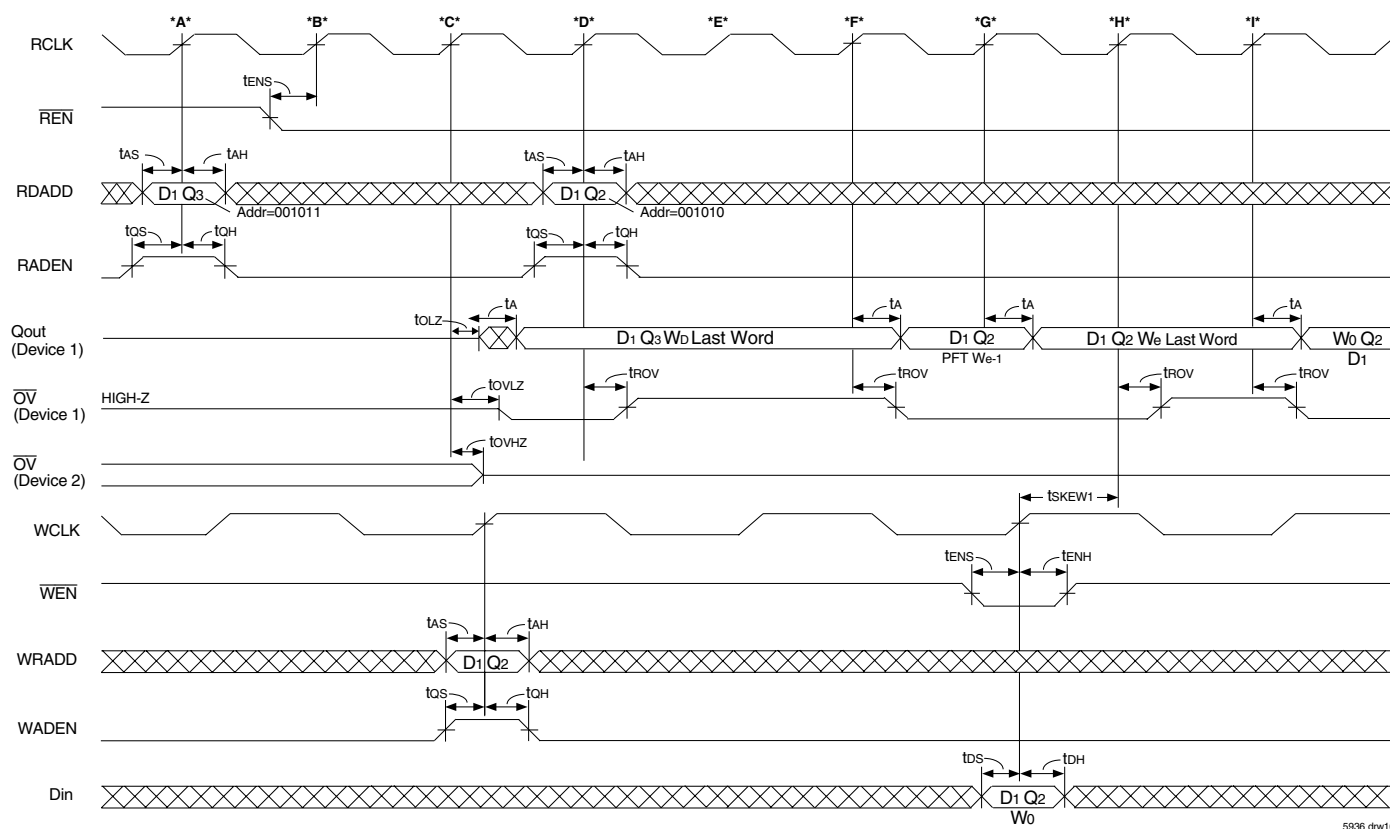 *A* *B* *C* *D* *E* *F* *G* *H* *I*
RCLK
tENS
REN
tAS tAH tAS tAH
RDADD D1 Q3 D1 Q2
Addr=001011 Addr=001010
tQS tQH tQS tQH
RADEN
tA tA tA tA
tOLZ
Qout
(Device 1)
D1 Q3 WD Last Word D1 Q2 D1 Q2 We Last Word W0 Q2
PFT We-1 D1
tROV tROV tROV tROV
tOVLZ
OV
(Device 1)
HIGH-Z
tOVHZ
OV
(Device 2)
tSKEW1
WCLK
tENS tENH
WEN
tAS tAH
WRADD D1 Q2
tQS tQH
WADEN
tDS tDH
Din D1 Q2
W0